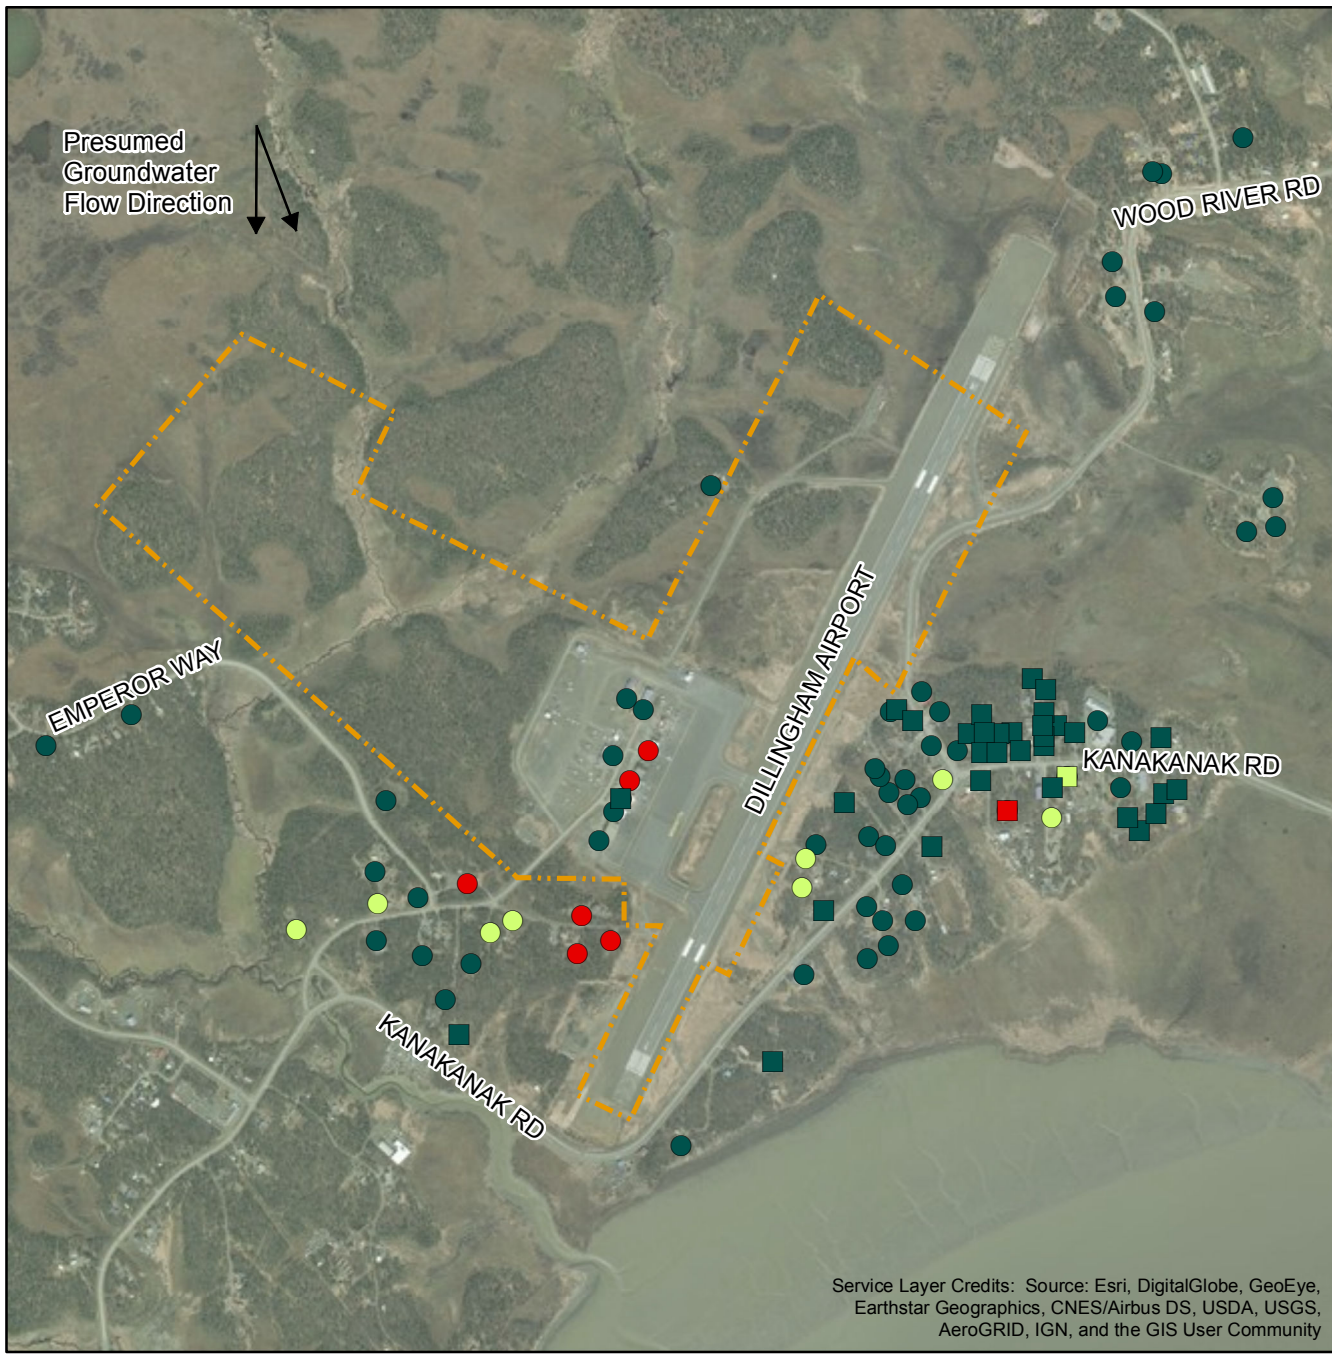 Presumed
Groundwater
Flow Direction
WOOD RIVER RD
EMPEROR WAY
DILLINGHAM AIRPORT
KANAKANAK RD
KANAKANAK RD
Service Layer Credits: Source: Esri, DigitalGlobe, GeoEye,
Earthstar Geographics, CNES/Airbus DS, USDA, USGS,
AeroGRID, IGN, and the GIS User Community